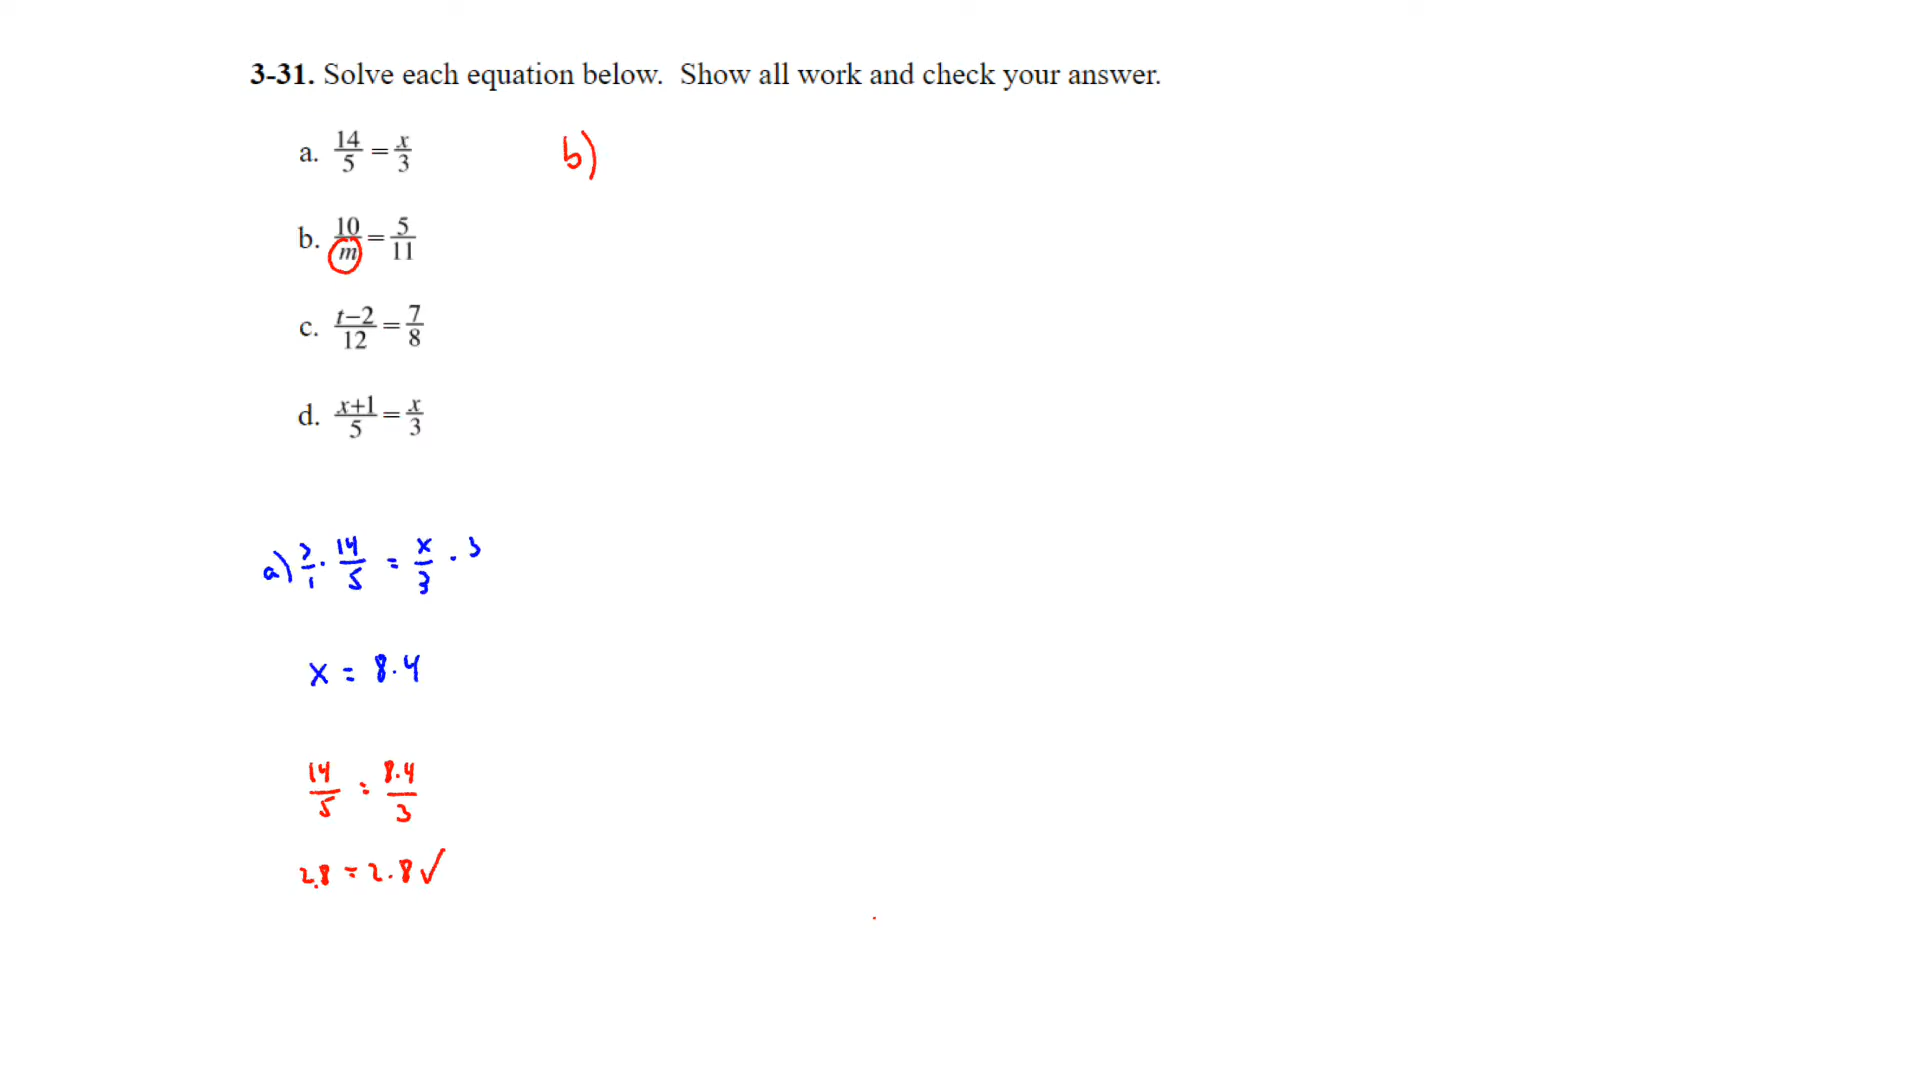 3-31. Solve each equation below. Show all work and check your answer.
a. 14/5 = x/3
b)
b. 10/m = 5/11
c. t–2/12 = 7/8
d. x+1/5 = x/3
a) 3/1 · 14/5 = x/3 · 3
x = 8.4
14/5 = 8.4/3
2.8 = 2.8 ✓